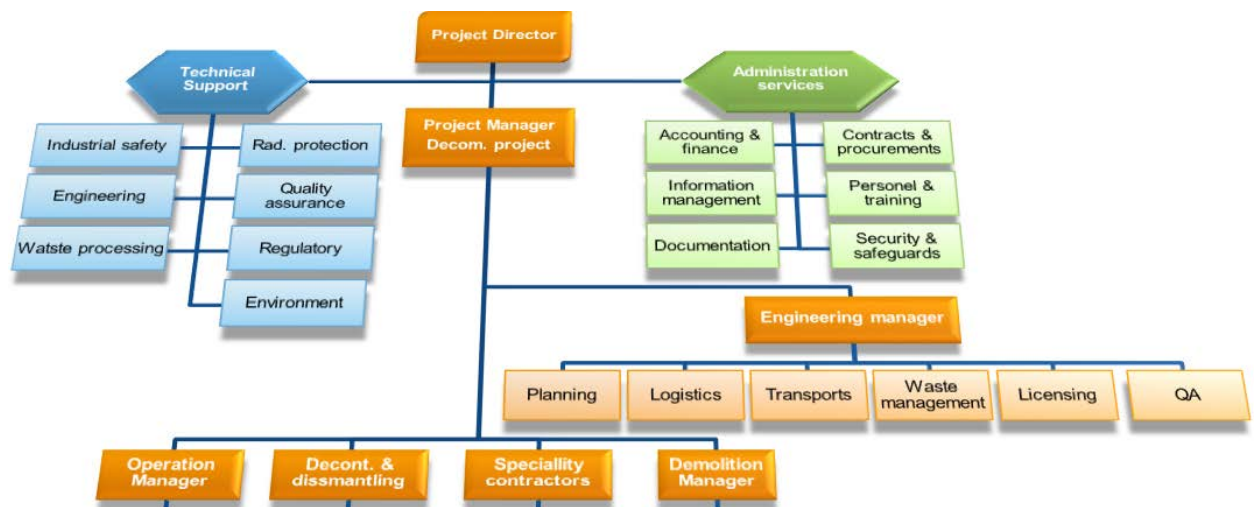 Project Director
Technical
Support
Administration
services
Project Manager
Decom. project
Industrial safety
Rad. protection
Engineering
Quality
assurance
Watste processing
Regulatory
Environment
Accounting &
finance
Contracts &
procurements
Information
management
Personel &
training
Documentation
Security &
safeguards
Engineering manager
Planning
Logistics
Transports
Waste
management
Licensing
QA
Operation
Manager
Decont. &
dissmantling
Speciallity
contractors
Demolition
Manager